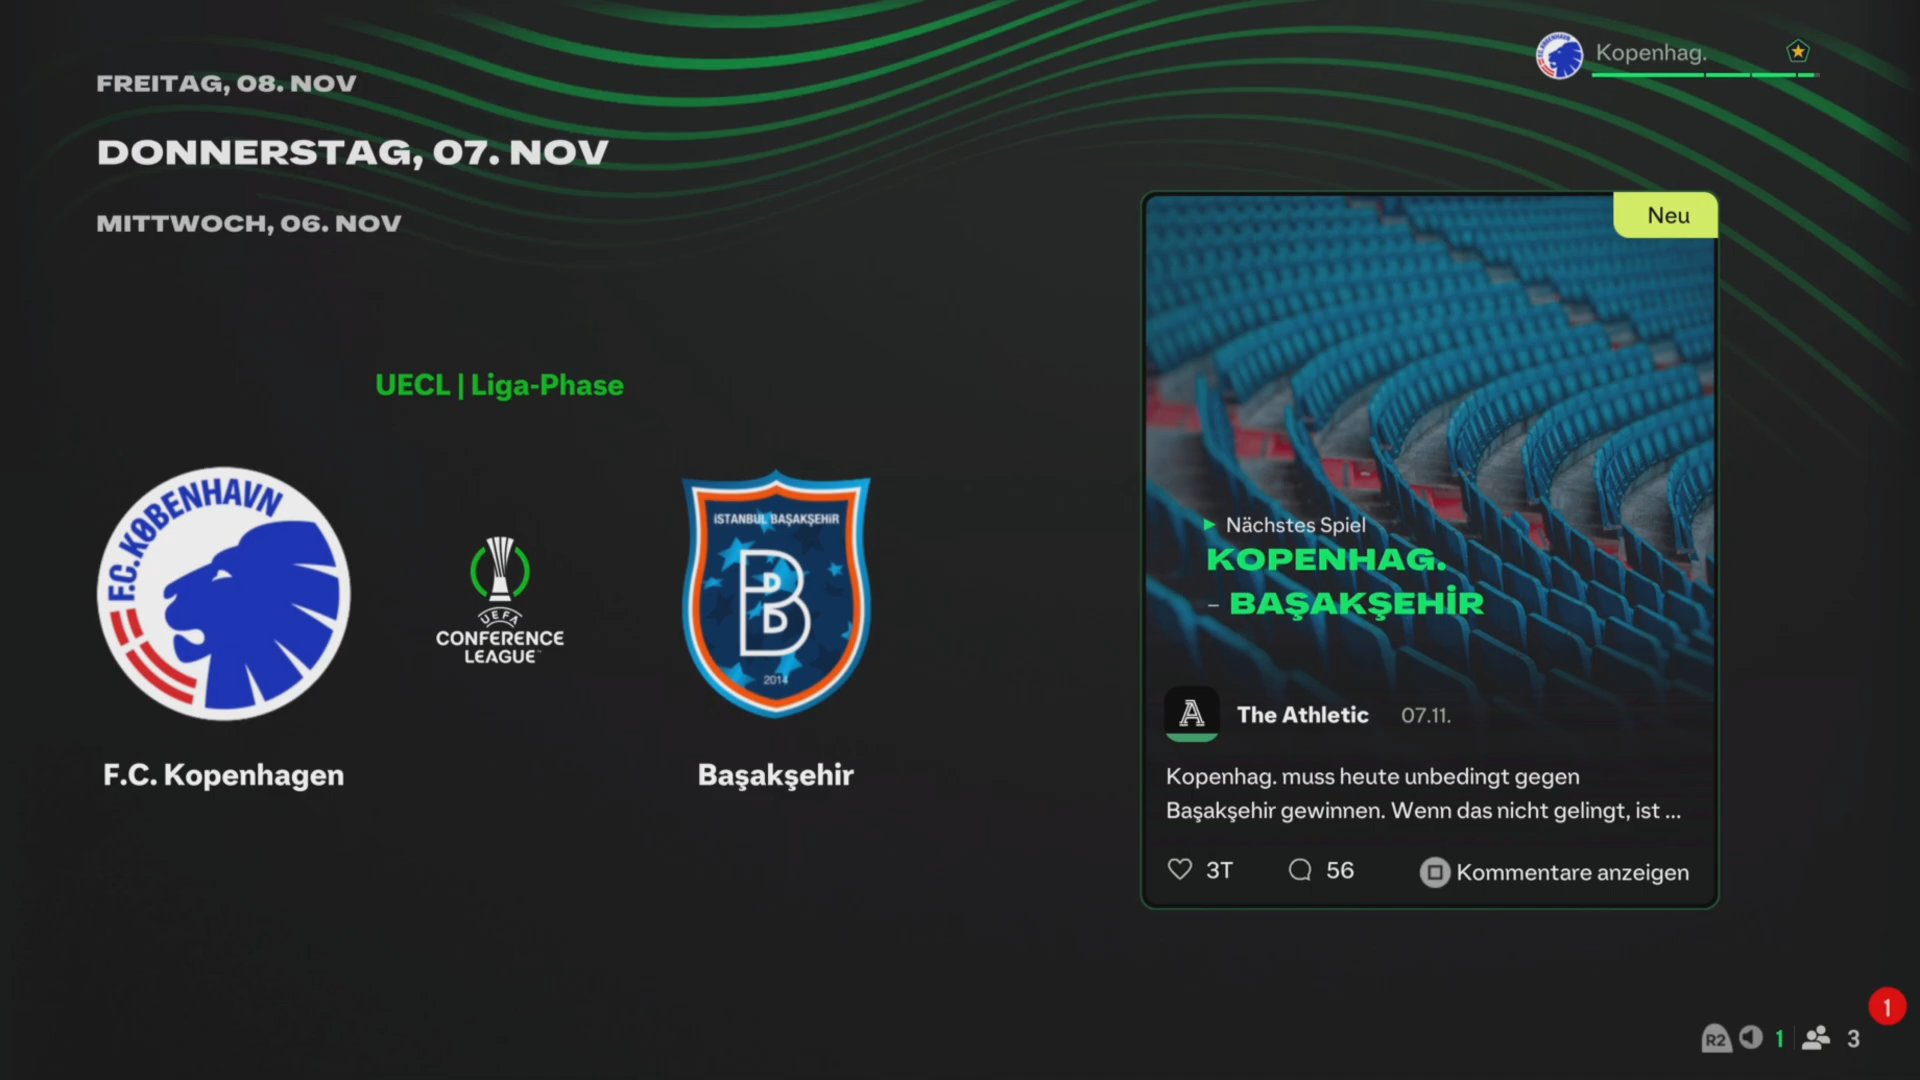 FREITAG, 08. NOV
DONNERSTAG, 07. NOV
MITTWOCH, 06. NOV
Kopenhag.
UECL | Liga-Phase
F.C. KØBENHAVN
UEFA
CONFERENCE
LEAGUE™
İSTANBUL BAŞAKŞEHİR
B
2014
F.C. Kopenhagen
Başakşehir
Neu
Nächstes Spiel
KOPENHAG.
– BAŞAKŞEHİR
A The Athletic 07.11.
Kopenhag. muss heute unbedingt gegen
Başakşehir gewinnen. Wenn das nicht gelingt, ist ...
3T 56 Kommentare anzeigen
1
R2 1 3